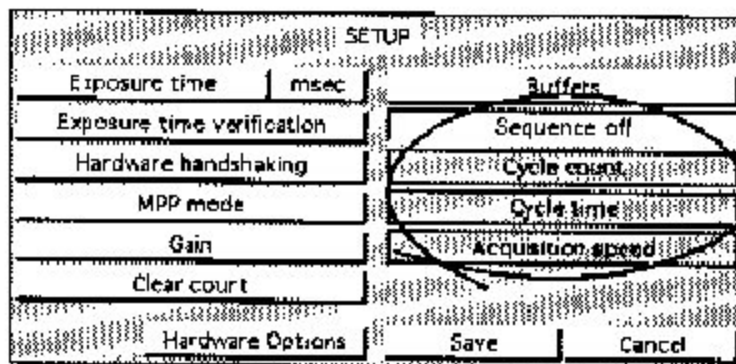 SETUP
Exposure time msec
Exposure time verification
Hardware handshaking
MPP mode
Gain
Clear count
Hardware Options
Buffers
Sequence off
Cycle count
Cycle time
Acquisition speed
Save Cancel